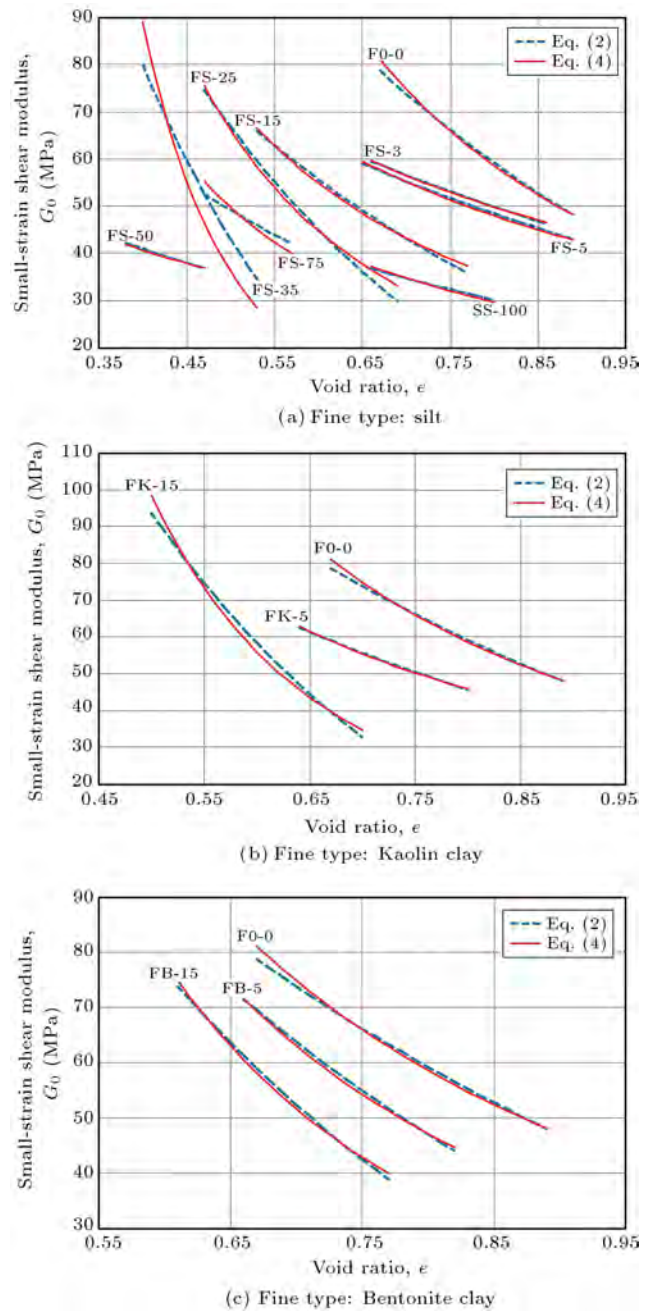 90
80
70
60
50
40
30
20
Small-strain shear modulus,
G₀ (MPa)
Eq. (2)
Eq. (4)
F0-0
FS-25
FS-15
FS-3
FS-5
FS-50
FS-75
FS-35
SS-100
0.35 0.45 0.55 0.65 0.75 0.85 0.95
Void ratio, e
(a) Fine type: silt
110
100
90
80
70
60
50
40
30
20
Small-strain shear modulus, G₀ (MPa)
Eq. (2)
Eq. (4)
FK-15
F0-0
FK-5
0.45 0.55 0.65 0.75 0.85 0.95
Void ratio, e
(b) Fine type: Kaolin clay
90
80
70
60
50
40
30
Small-strain shear modulus,
G₀ (MPa)
Eq. (2)
Eq. (4)
F0-0
FB-15
FB-5
0.55 0.65 0.75 0.85 0.95
Void ratio, e
(c) Fine type: Bentonite clay